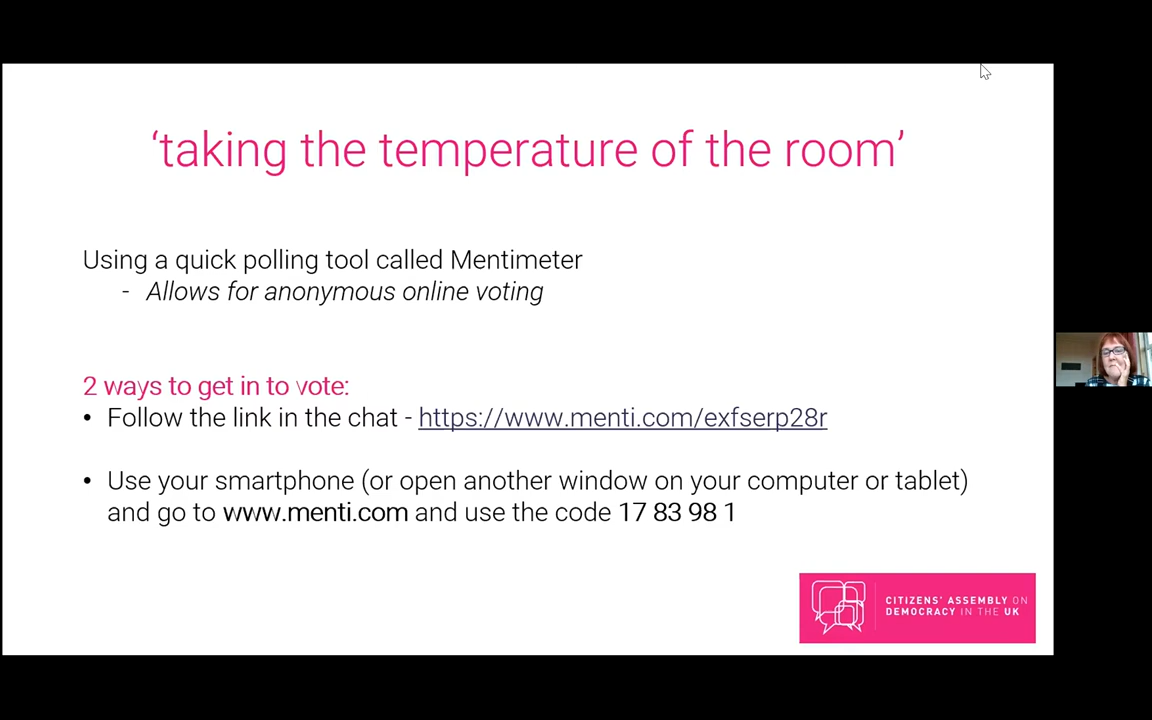 ‘taking the temperature of the room’
Using a quick polling tool called Mentimeter
- Allows for anonymous online voting
2 ways to get in to vote:
• Follow the link in the chat - https://www.menti.com/exfserp28r
• Use your smartphone (or open another window on your computer or tablet)
and go to www.menti.com and use the code 17 83 98 1
CITIZENS’ ASSEMBLY ON
DEMOCRACY IN THE UK